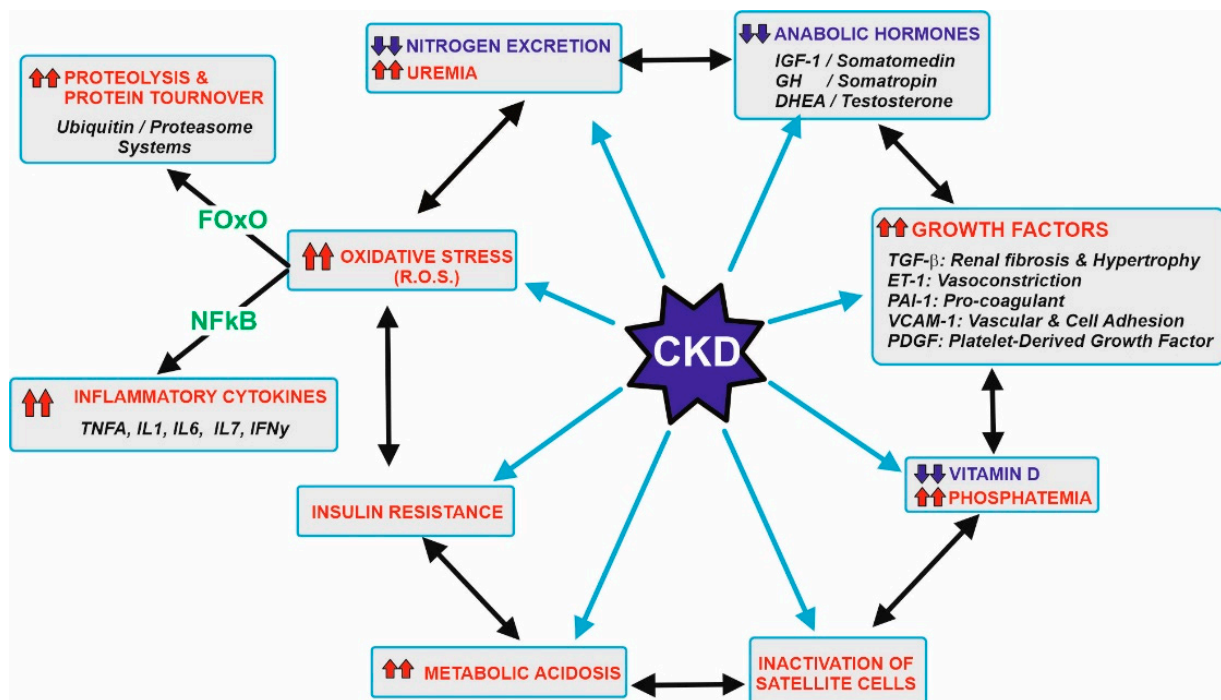 NITROGEN EXCRETION
UREMIA
ANABOLIC HORMONES
IGF-1 / Somatomedin
GH / Somatropin
DHEA / Testosterone
PROTEOLYSIS &
PROTEIN TOURNOVER
Ubiquitin / Proteasome
Systems
FOxO
OXIDATIVE STRESS
(R.O.S.)
NFkB
GROWTH FACTORS
TGF-β: Renal fibrosis & Hypertrophy
ET-1: Vasoconstriction
PAI-1: Pro-coagulant
VCAM-1: Vascular & Cell Adhesion
PDGF: Platelet-Derived Growth Factor
CKD
INFLAMMATORY CYTOKINES
TNFA, IL1, IL6, IL7, IFNy
INSULIN RESISTANCE
VITAMIN D
PHOSPHATEMIA
METABOLIC ACIDOSIS
INACTIVATION OF
SATELLITE CELLS